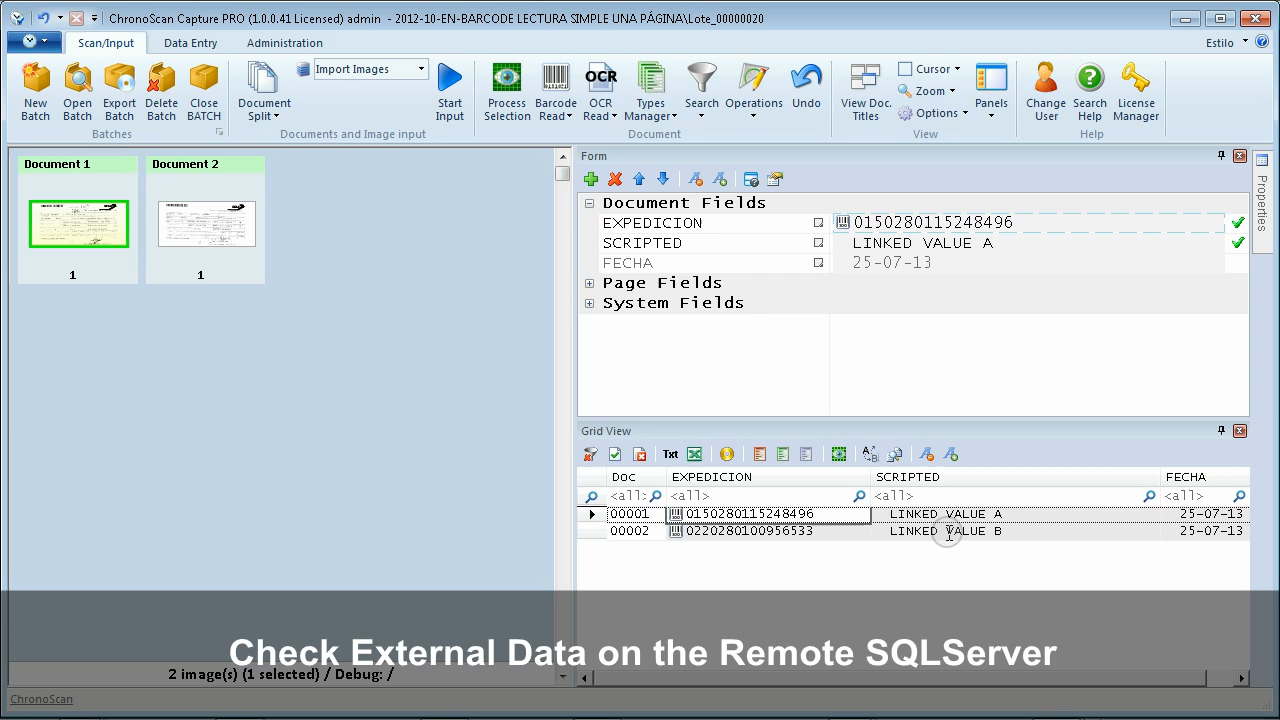 ChronoScan Capture PRO (1.0.0.41 Licensed) admin - 2012-10-EN-BARCODE LECTURA SIMPLE UNA PÁGINA\Lote_00000020
Scan/Input Data Entry Administration Estilo
New Batch
Open Batch
Export Batch
Delete Batch
Close BATCH
Batches
Document Split
Import Images
Start Input
Documents and Image input
Process Selection
Barcode Read
OCR
OCR Read
Types Manager
Search
Operations
Undo
Document
View Doc. Titles
Cursor
Zoom
Options
Panels
View
Change User
Search Help
License Manager
Help
Document 1
1
Document 2
1
2 image(s) (1 selected) / Debug: /
Form
Properties
Document Fields
EXPEDICION 0150280115248496
SCRIPTED LINKED VALUE A
FECHA 25-07-13
Page Fields
System Fields
Grid View
Txt
Doc EXPEDICION SCRIPTED FECHA
<all> <all> <all> <all>
00001 0150280115248496 LINKED VALUE A 25-07-13
00002 0220280100956533 LINKED VALUE B 25-07-13
Check External Data on the Remote SQLServer
ChronoScan